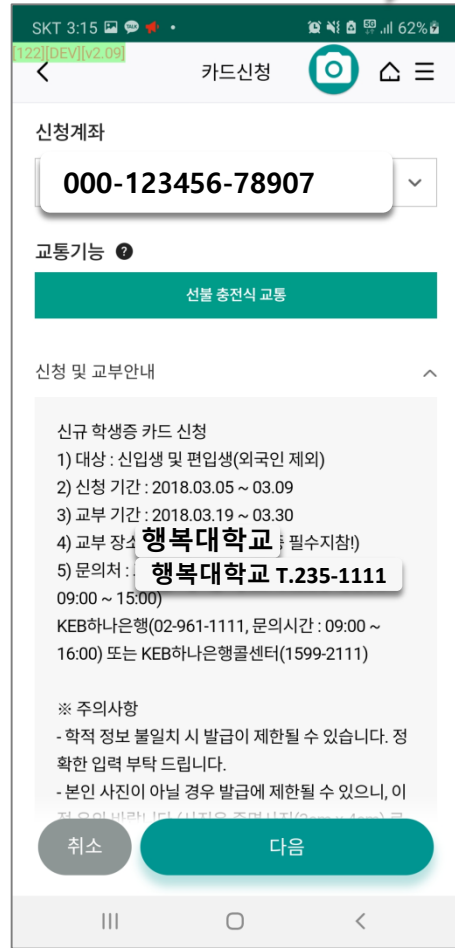 SKT 3:15 62%
[122][DEV][v2.09]
카드신청
신청계좌
000-123456-78907
교통기능 ?
선불 충전식 교통
신청 및 교부안내
신규 학생증 카드 신청
1) 대상 : 신입생 및 편입생(외국인 제외)
2) 신청 기간 : 2018.03.05 ~ 03.09
3) 교부 기간 : 2018.03.19 ~ 03.30
4) 교부 장소 행복대학교 필수지참!)
5) 문의처 : 행복대학교 T.235-1111
09:00 ~ 15:00)
KEB하나은행(02-961-1111, 문의시간 : 09:00 ~
16:00) 또는 KEB하나은행콜센터(1599-2111)
※ 주의사항
- 학적 정보 불일치 시 발급이 제한될 수 있습니다. 정
확한 입력 부탁 드립니다.
- 본인 사진이 아닐 경우 발급에 제한될 수 있으니, 이
취소 다음